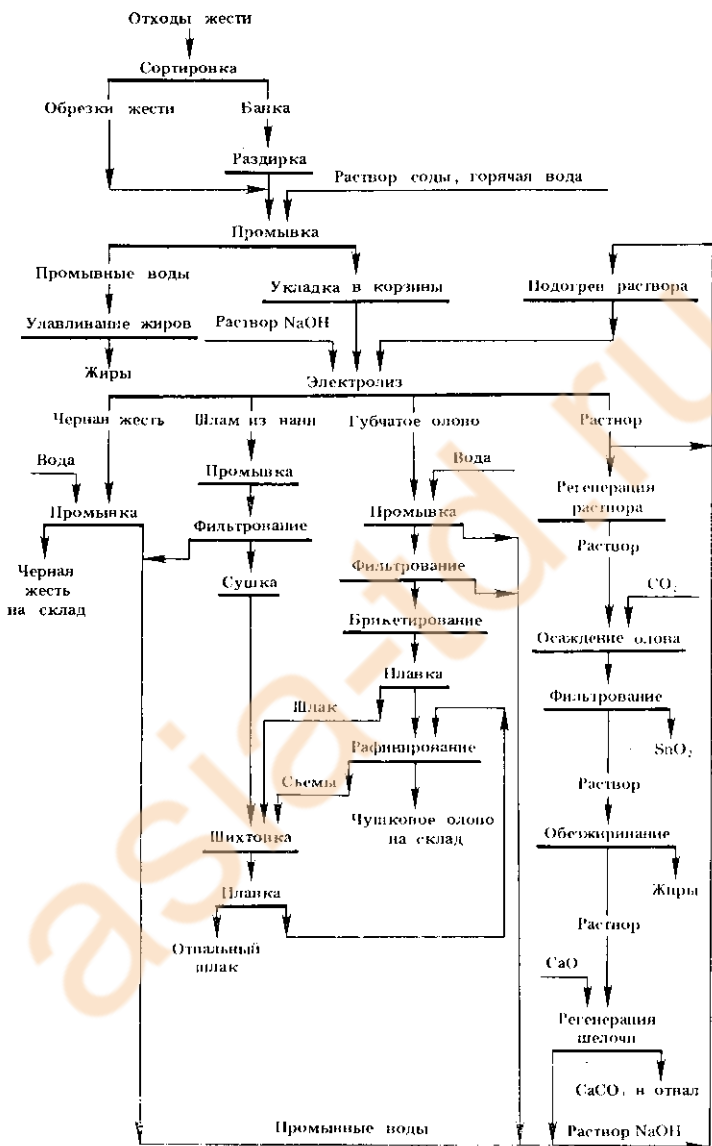 Отходы жести
Сортировка
Обрезки жести
Банка
Раздирка
Раствор соды, горячая вода
Промывка
Промывные воды
Укладка в корзины
Подогрев раствора
Улавливание жиров
Раствор NaOH
Жиры
Электролиз
Черная жесть
Шлам из ванн
Губчатое олово
Раствор
Вода
Промывка
Вода
Регенерация
раствора
Промывка
Промывка
Фильтрование
Раствор
Черная
жесть
на склад
Сушка
Фильтрование
CO₂
Брикетирование
Осаждение олова
Плавка
Фильтрование
Шлак
Рафинирование
SnO₂
Съемы
Раствор
Чушковое олово
на склад
Шихтовка
Обезжиривание
Плавка
Жиры
Отвальный
шлак
Раствор
CaO
Регенерация
щелочи
CaCO₃ в отвал
Промывные воды
Раствор NaOH
asia-td.ru